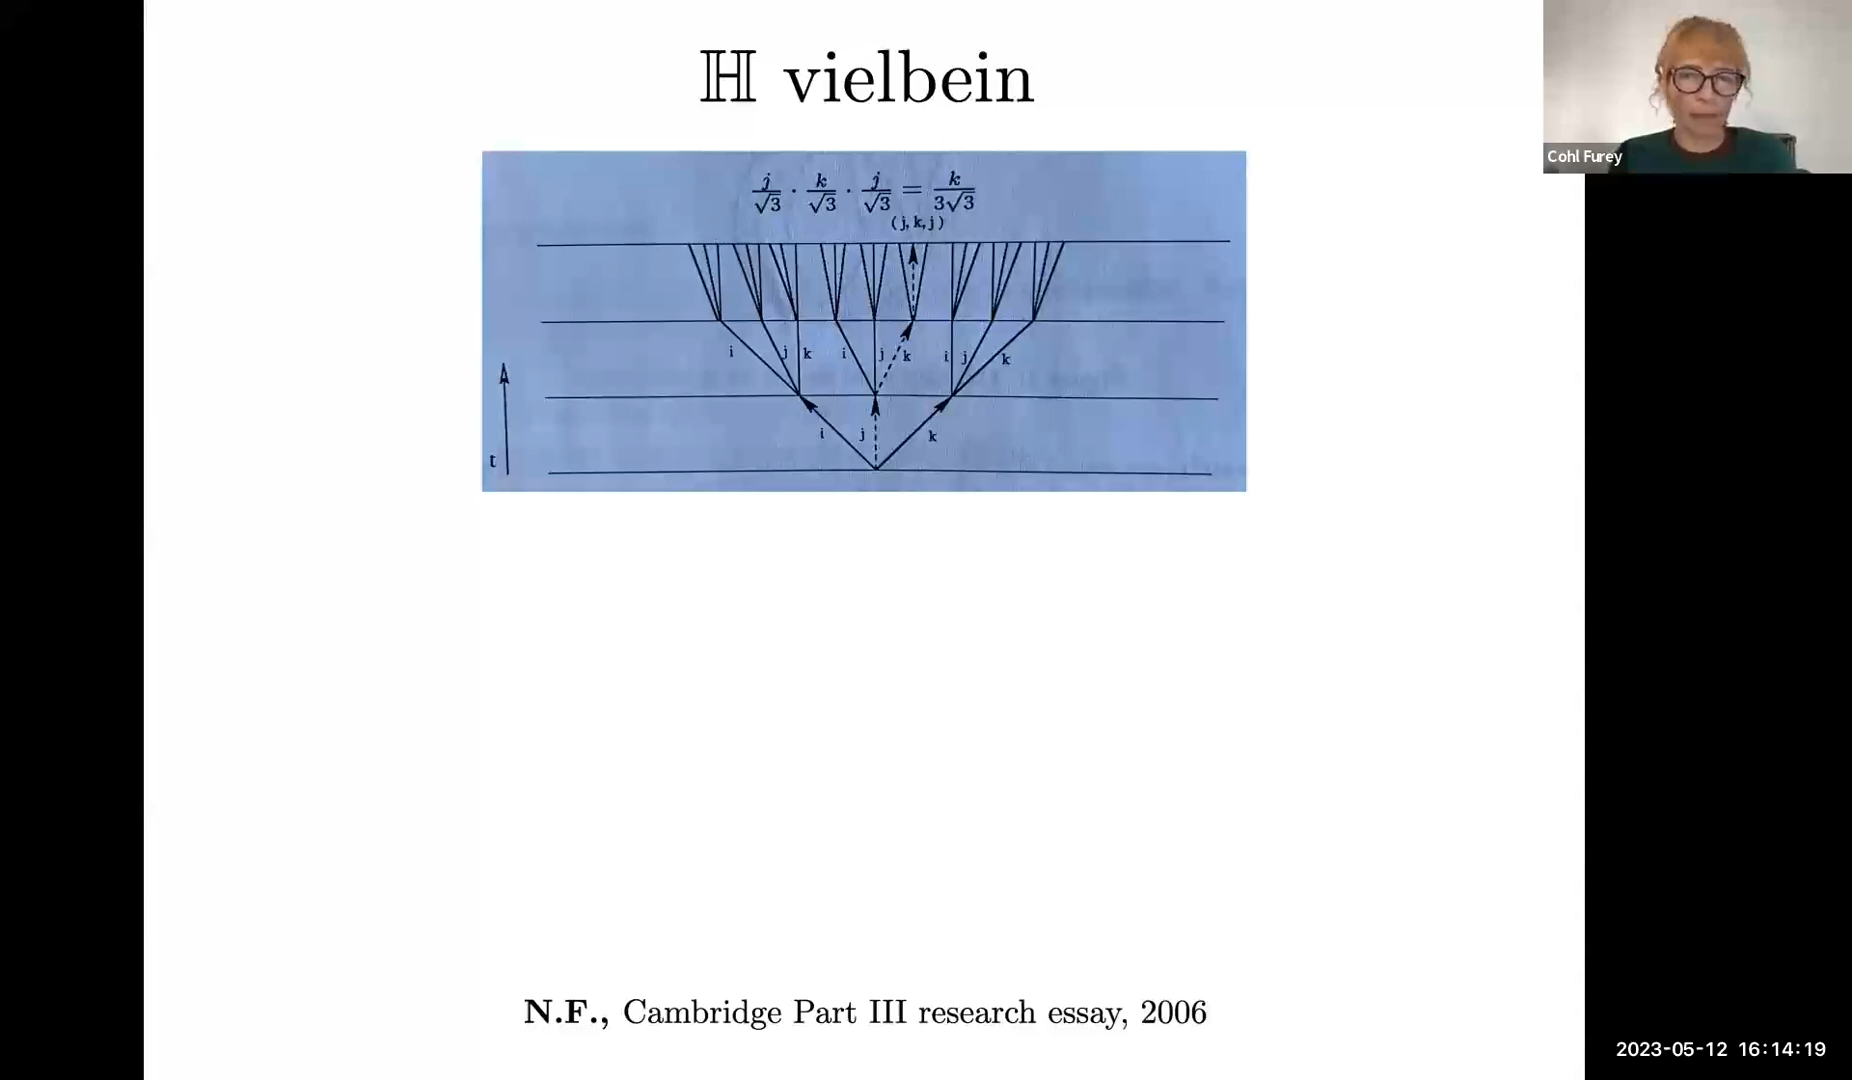 ℍ vielbein
j/√3 · k/√3 · j/√3 = k/3√3
(j,k,j)
i j k i j k i j k
i j k
t
N.F., Cambridge Part III research essay, 2006
Cohl Furey
2023-05-12 16:14:19